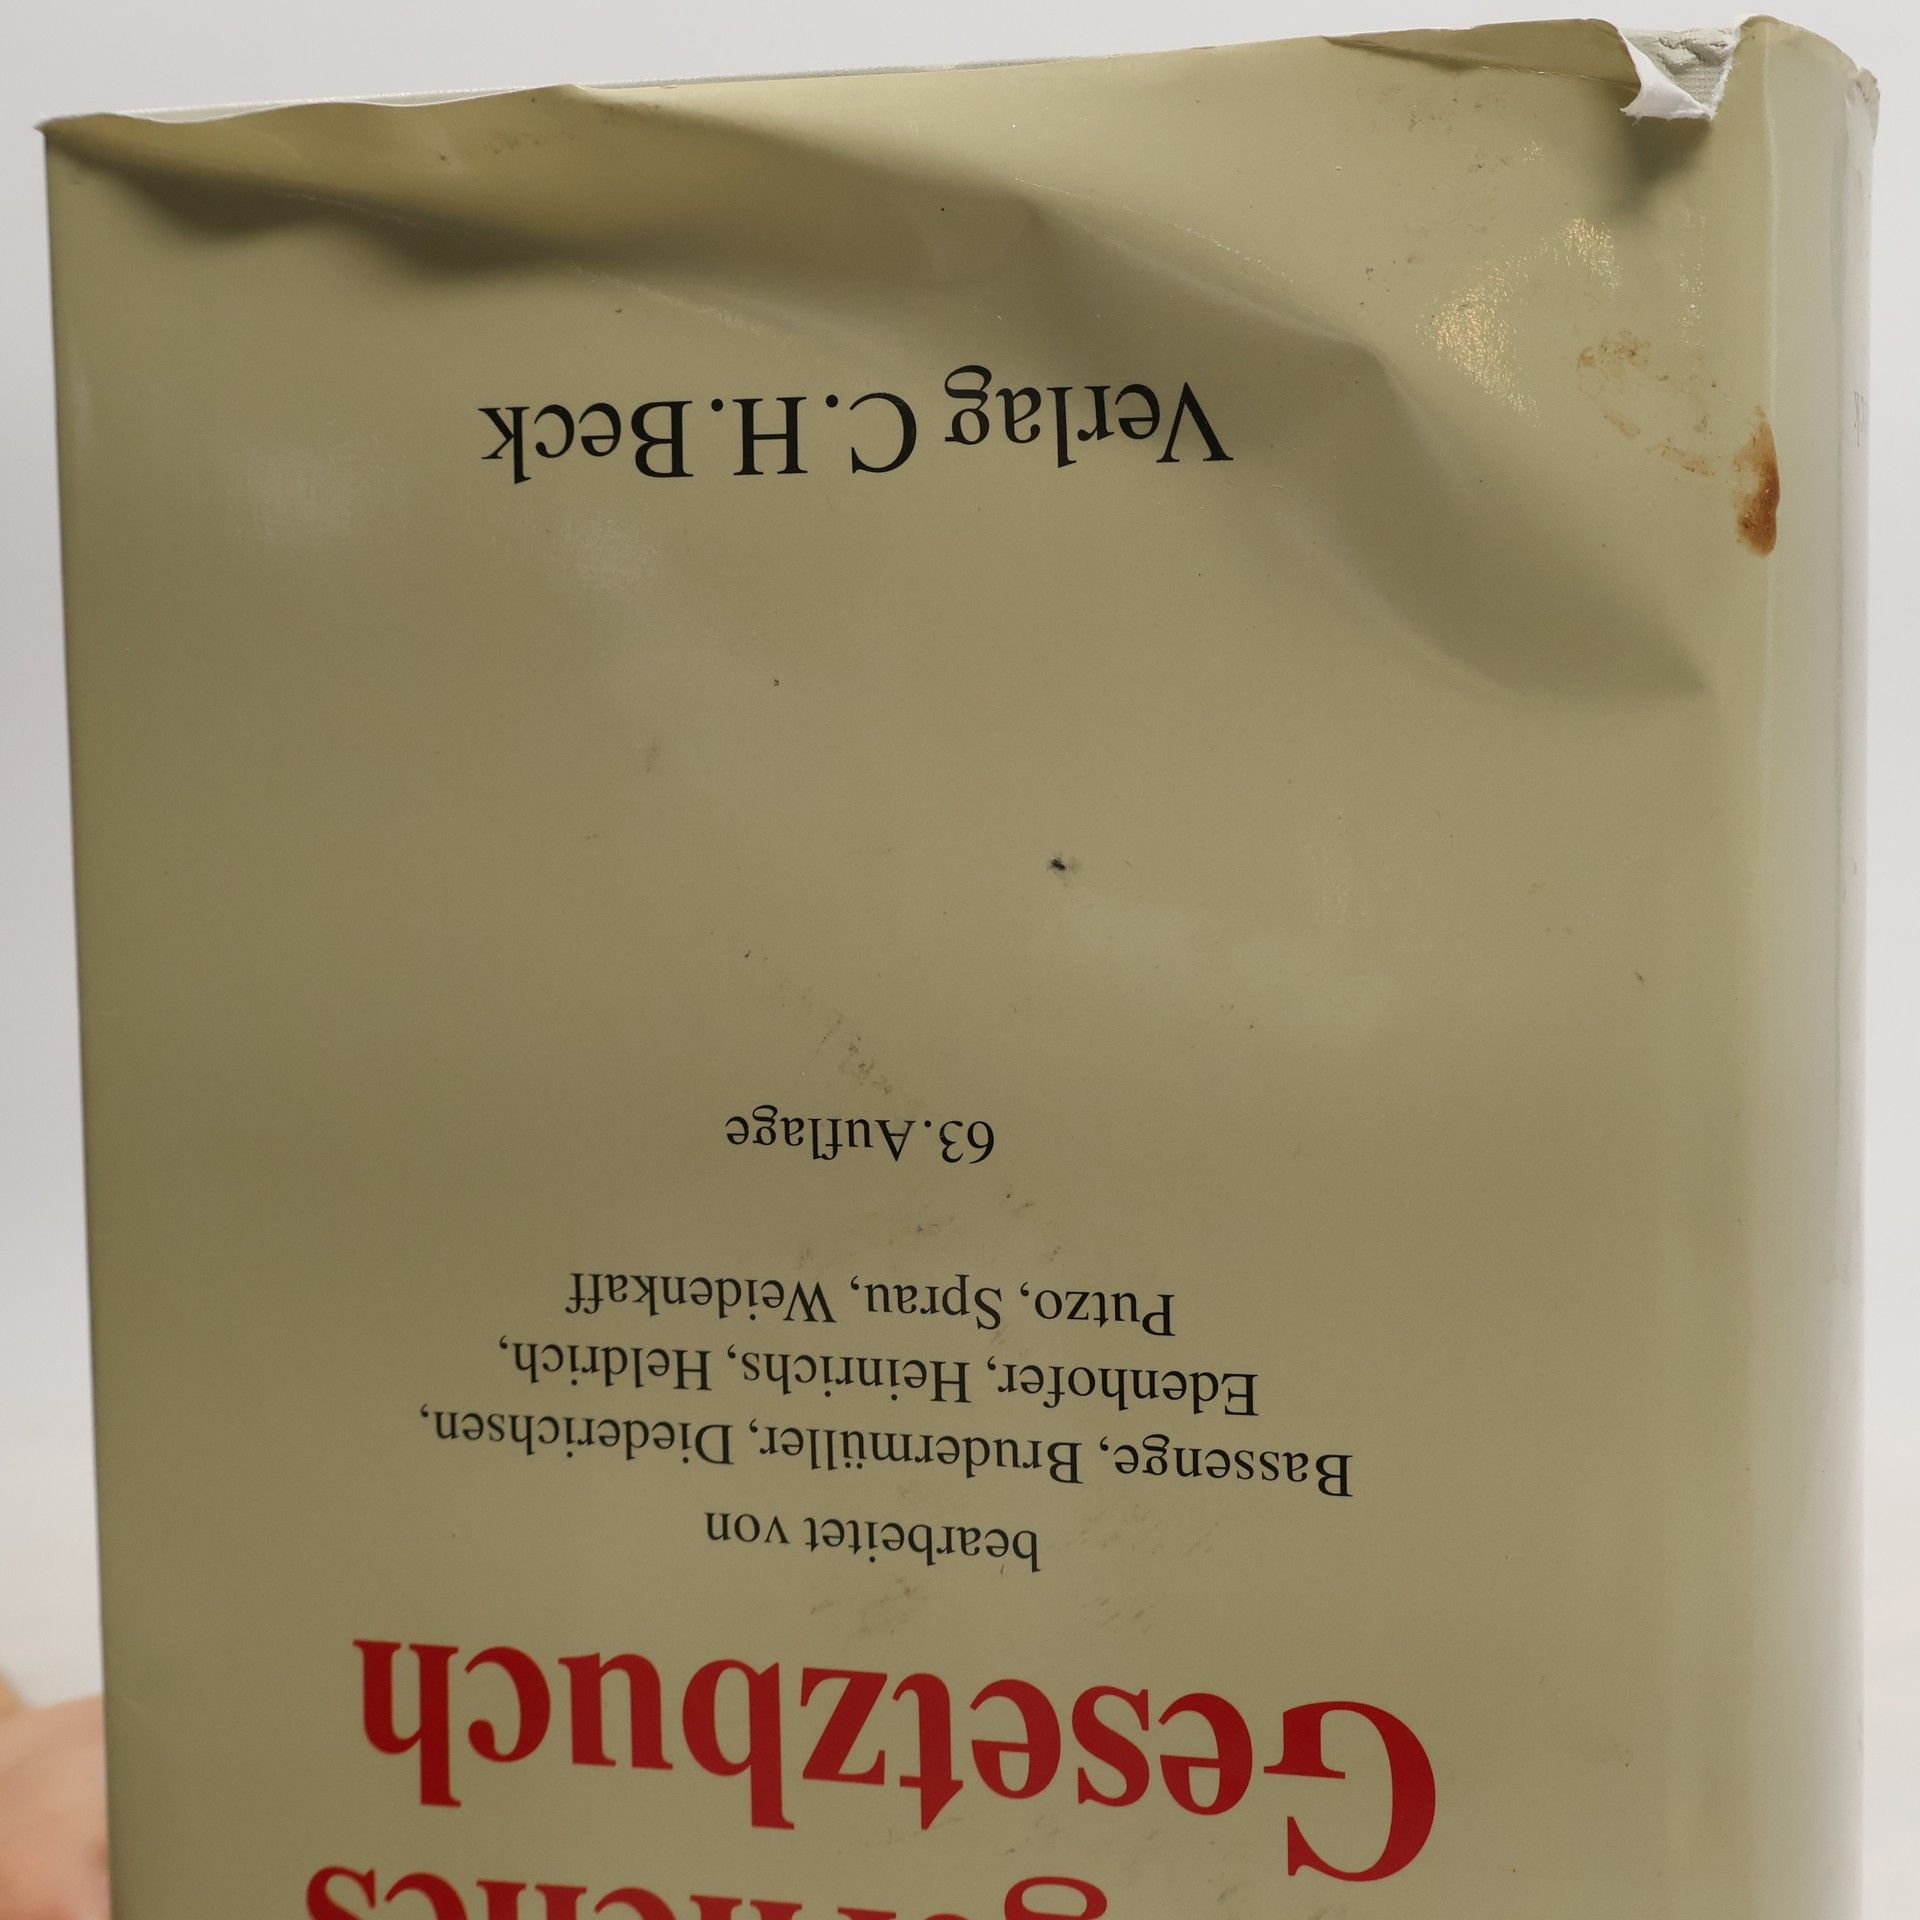 Gesetzbuch
bearbeitet von
Bassenge, Brudermüller, Diederichsen,
Edenhofer, Heinrichs, Heldrich,
Putzo, Sprau, Weidenkaff
63. Auflage
Verlag C. H. Beck